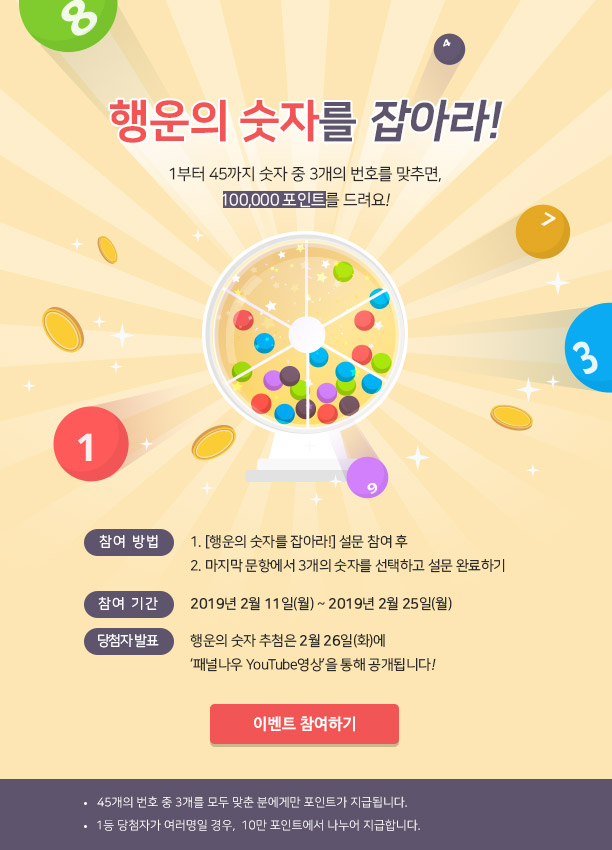 8
4
행운의 숫자를 잡아라!
1부터 45까지 숫자 중 3개의 번호를 맞추면,
100,000 포인트를 드려요!
7
3
1
6
참여 방법
1. [행운의 숫자를 잡아라!] 설문 참여 후
2. 마지막 문항에서 3개의 숫자를 선택하고 설문 완료하기
참여 기간
2019년 2월 11일(월) ~ 2019년 2월 25일(월)
당첨자 발표
행운의 숫자 추첨은 2월 26일(화)에
‘패널나우 YouTube영상’을 통해 공개됩니다!
이벤트 참여하기
• 45개의 번호 중 3개를 모두 맞춘 분에게만 포인트가 지급됩니다.
• 1등 당첨자가 여러명일 경우, 10만 포인트에서 나누어 지급합니다.